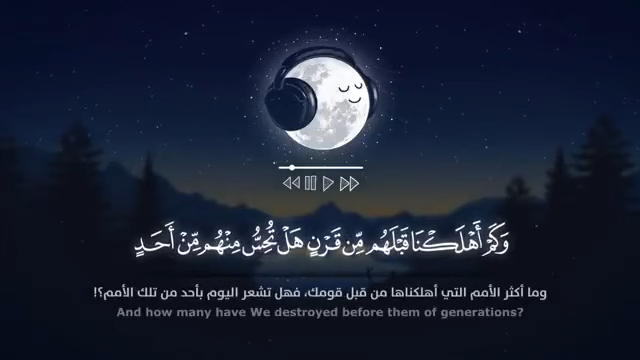 وَكَمْ أَهْلَكْنَا قَبْلَهُم مِّن قَرْنٍ هَلْ تُحِسُّ مِنْهُم مِّنْ أَحَدٍ
وما أكثر الأمم التي أهلكناها من قبل قومك، فهل تشعر اليوم بأحد من تلك الأمم؟!
And how many have We destroyed before them of generations?